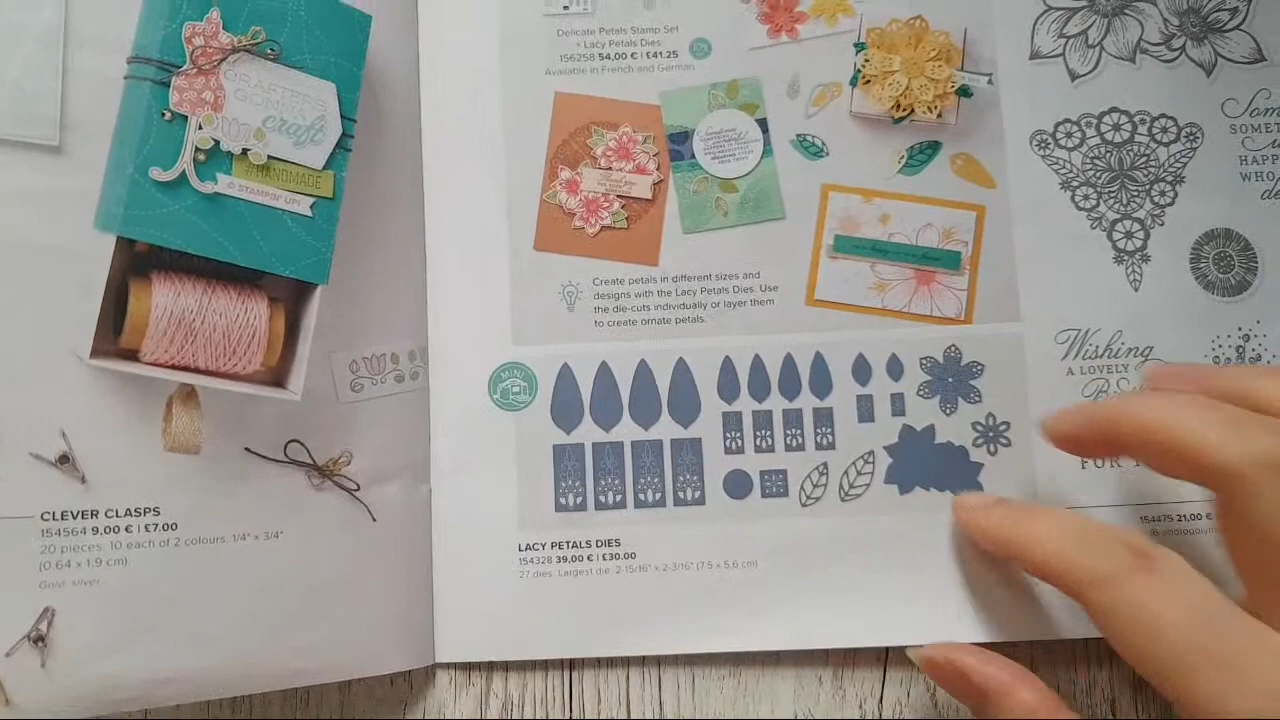 CRAFTERS
GONNA
craft
#HANDMADE
© STAMPIN' UP!
CLEVER CLASPS
154564 9,00 € | £7.00
20 pieces: 10 each of 2 colours. 1/4" x 3/4"
(0.64 x 1.9 cm)
Gold, silver
Delicate Petals Stamp Set
+ Lacy Petals Dies
156258 54,00 € | £41.25
Available in French and German
10%
Create petals in different sizes and
designs with the Lacy Petals Dies. Use
the die-cuts individually or layer them
to create ornate petals.
MINI
LACY PETALS DIES
154328 39,00 € | £30.00
27 dies. Largest die: 2-15/16" x 2-3/16" (7.5 x 5.6 cm)
SOME
HAPP
WHO
Wishing
A LOVELY
FOR
154475 21,00 €